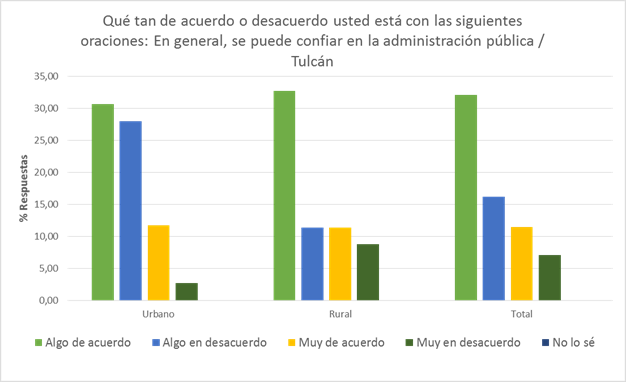 Qué tan de acuerdo o desacuerdo usted está con las siguientes
oraciones: En general, se puede confiar en la administración pública /
Tulcán
35,00
30,00
25,00
20,00
15,00
10,00
5,00
0,00
% Respuestas
Urbano Rural Total
Algo de acuerdo Algo en desacuerdo Muy de acuerdo Muy en desacuerdo No lo sé